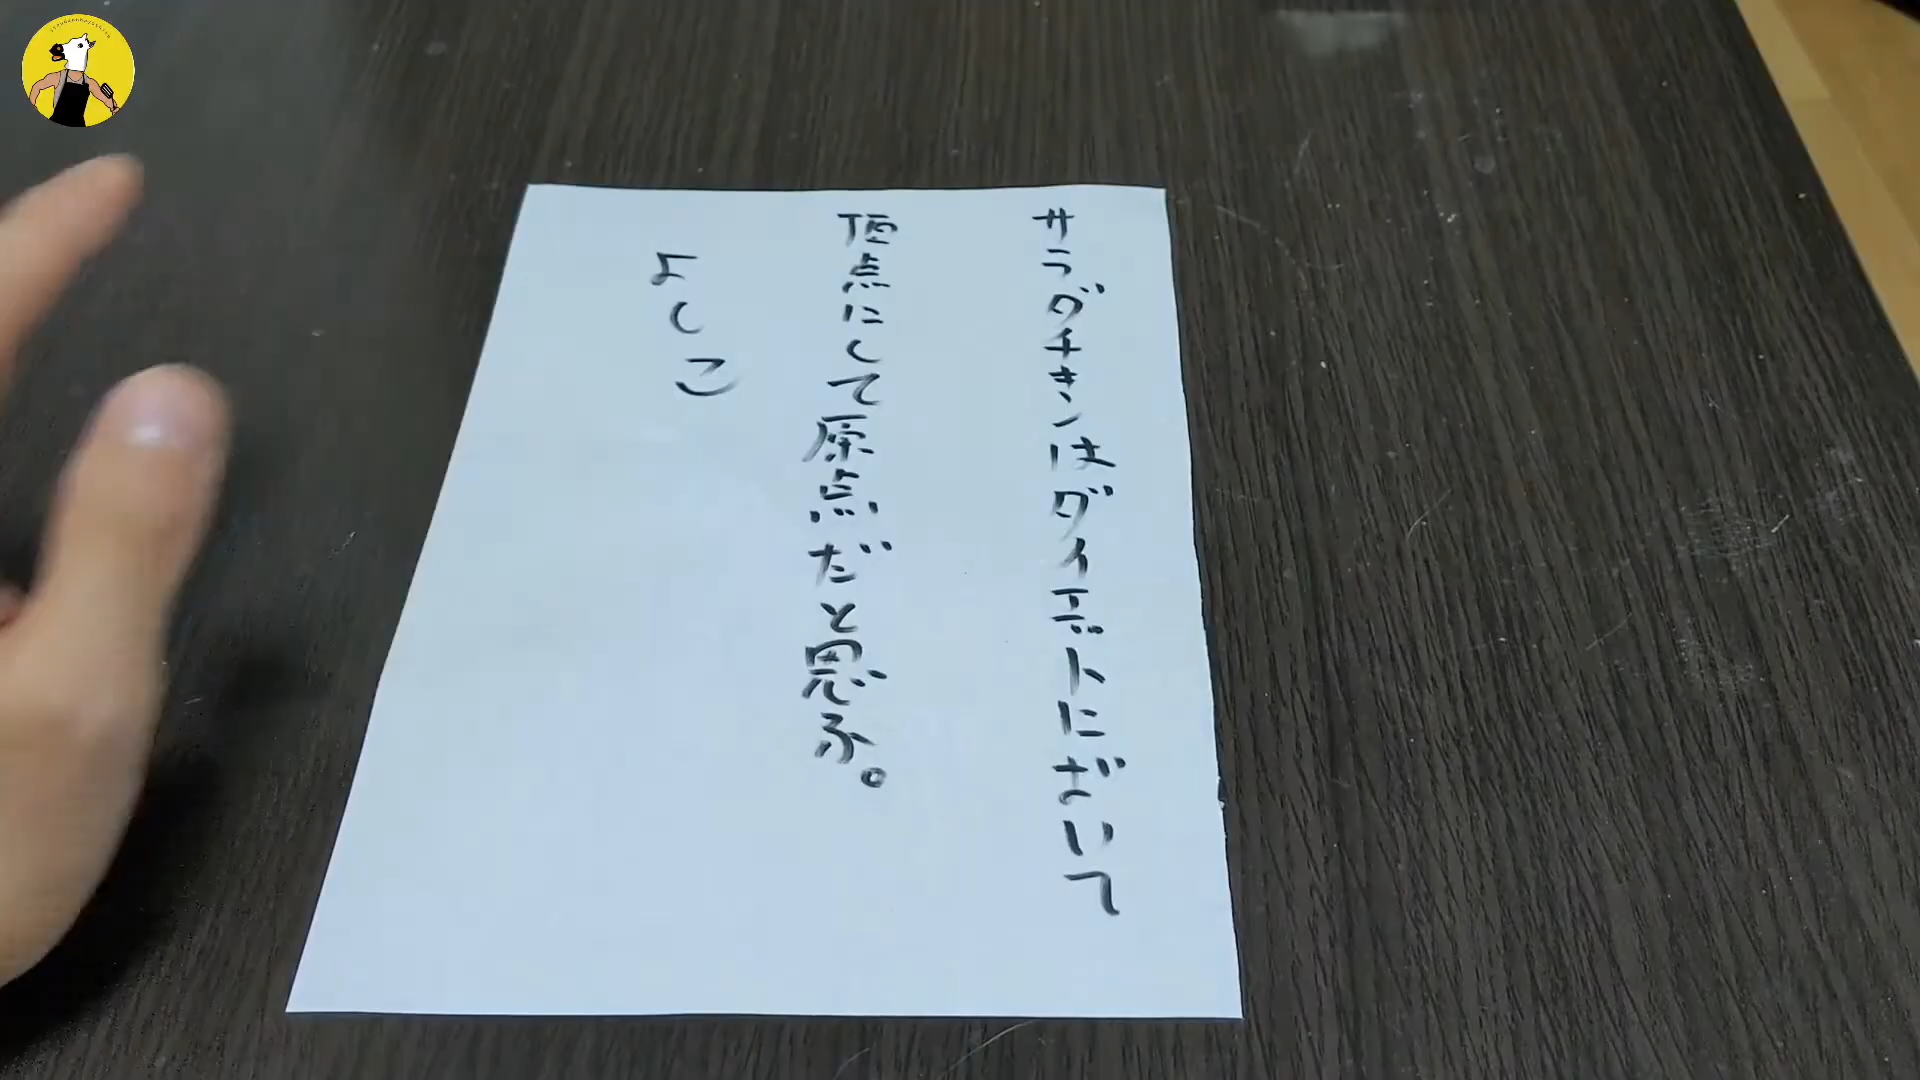 サラダチキンはダイエットにおいて
頂点にして原点だと思ふ。
よしこ